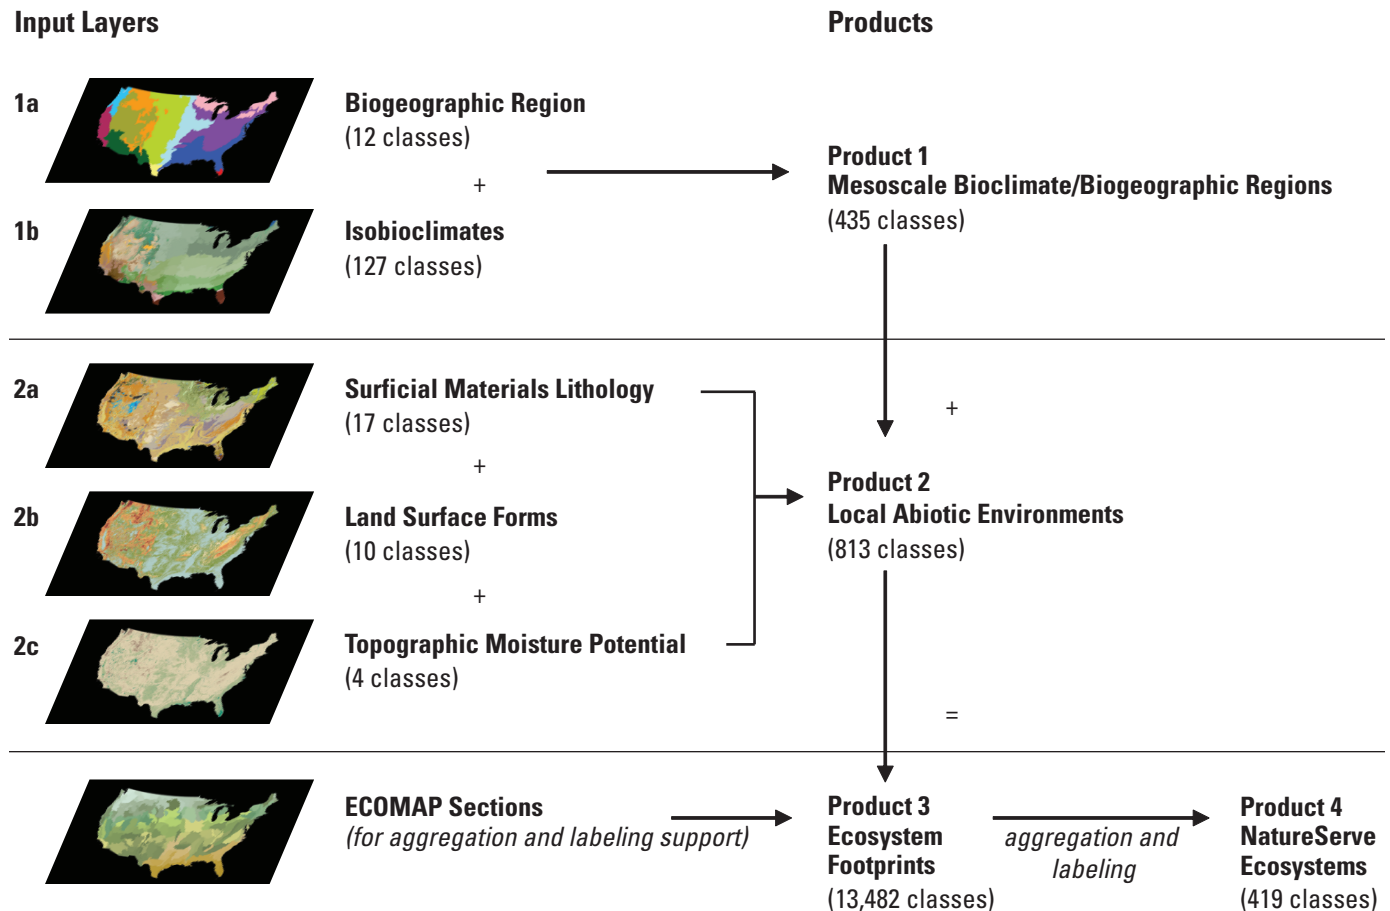 Input Layers
Products
1a
Biogeographic Region
(12 classes)
+
1b
Isobioclimates
(127 classes)
Product 1
Mesoscale Bioclimate/Biogeographic Regions
(435 classes)
2a
Surficial Materials Lithology
(17 classes)
+
2b
Land Surface Forms
(10 classes)
+
2c
Topographic Moisture Potential
(4 classes)
+
Product 2
Local Abiotic Environments
(813 classes)
=
ECOMAP Sections
(for aggregation and labeling support)
Product 3
Ecosystem
Footprints
(13,482 classes)
aggregation and
labeling
Product 4
NatureServe
Ecosystems
(419 classes)